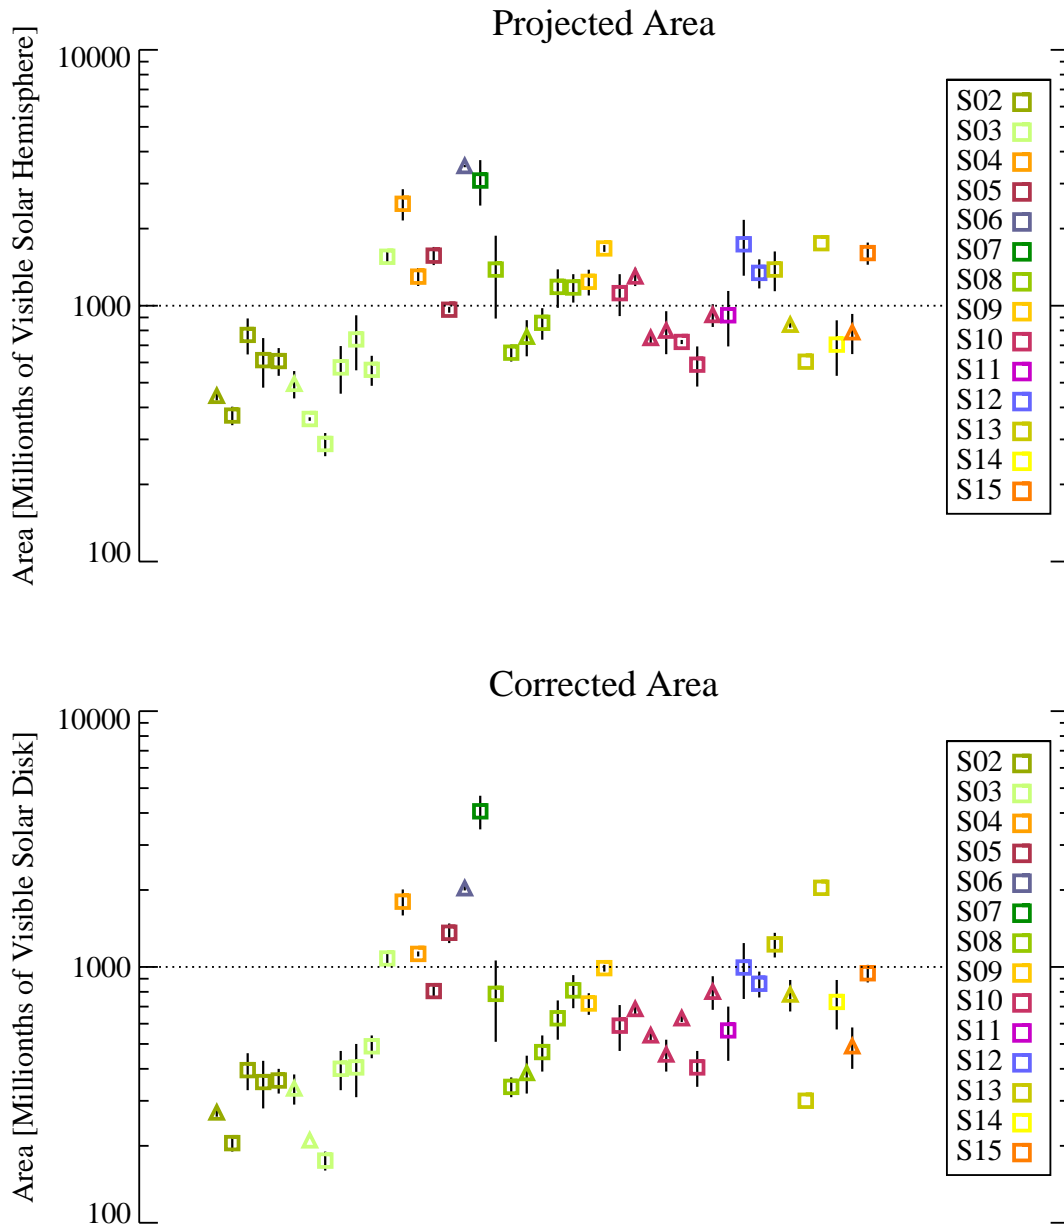 Projected Area
Area [Millionths of Visible Solar Hemisphere]
10000
1000
100
S02
S03
S04
S05
S06
S07
S08
S09
S10
S11
S12
S13
S14
S15
Corrected Area
Area [Millionths of Visible Solar Disk]
10000
1000
100
S02
S03
S04
S05
S06
S07
S08
S09
S10
S11
S12
S13
S14
S15